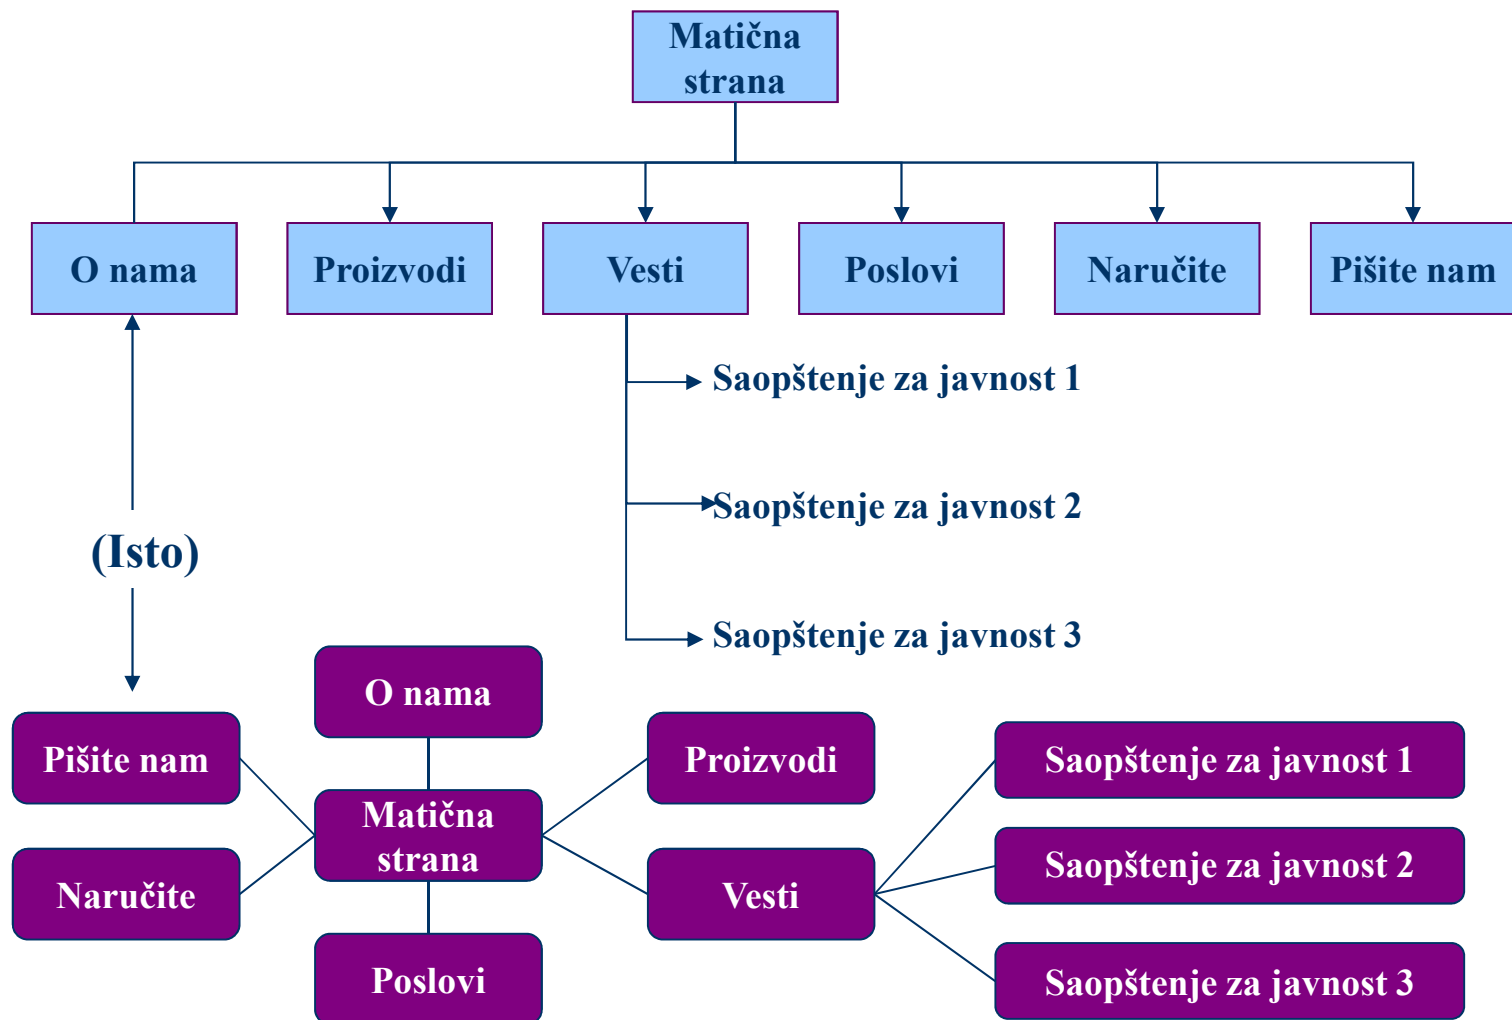 Matična
strana
O nama
Proizvodi
Vesti
Poslovi
Naručite
Pišite nam
Saopštenje za javnost 1
Saopštenje za javnost 2
(Isto)
Saopštenje za javnost 3
O nama
Pišite nam
Proizvodi
Saopštenje za javnost 1
Matična
strana
Naručite
Vesti
Saopštenje za javnost 2
Poslovi
Saopštenje za javnost 3